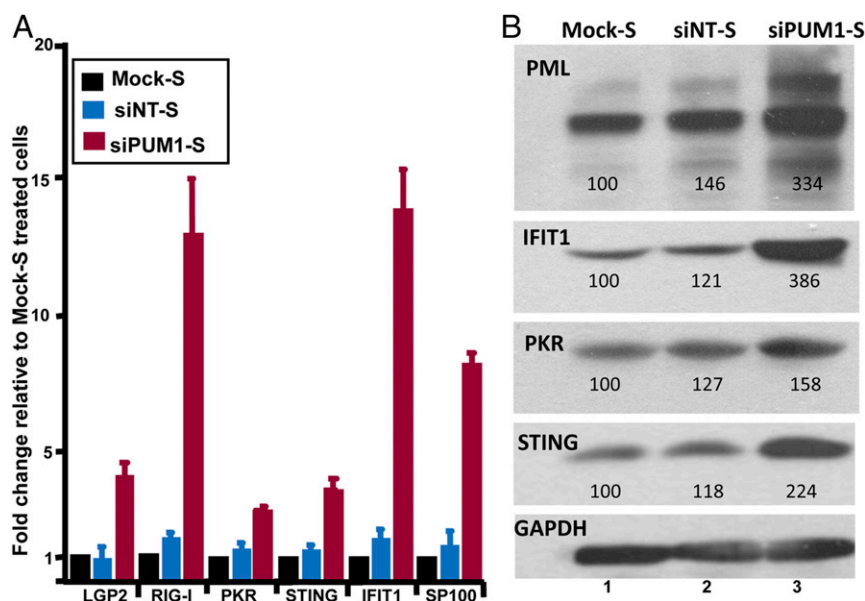 A
20
15
10
5
1
Fold change relative to Mock-S treated cells
Mock-S
siNT-S
siPUM1-S
LGP2 RIG-I PKR STING IFIT1 SP100
B
Mock-S siNT-S siPUM1-S
PML
100 146 334
IFIT1
100 121 386
PKR
100 127 158
STING
100 118 224
GAPDH
1 2 3